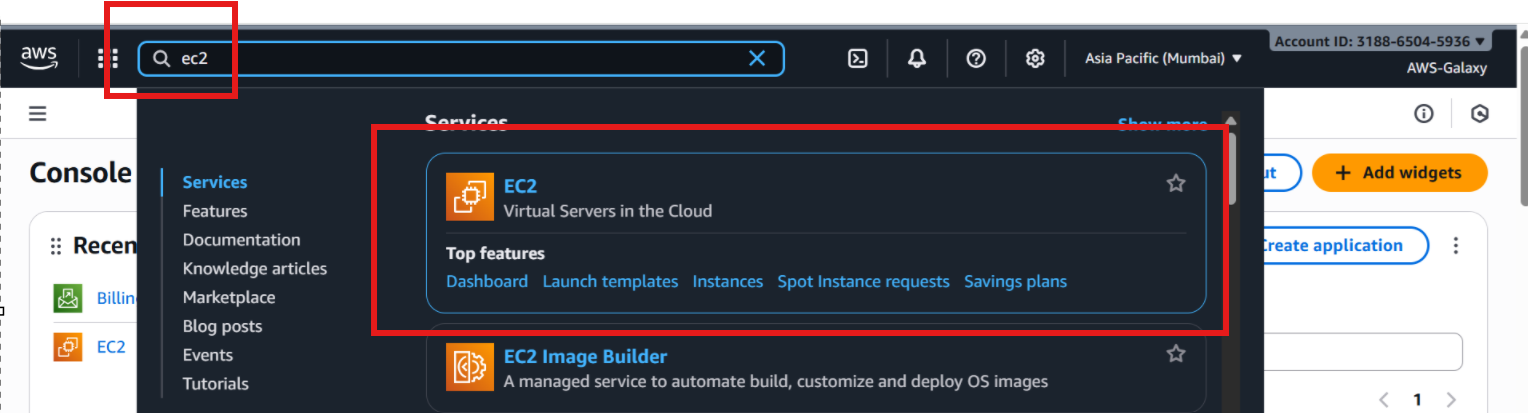 aws
ec2
Asia Pacific (Mumbai)
Account ID: 3188-6504-5936
AWS-Galaxy
Services
Show more
Console
Add widgets
Services
Features
Documentation
Knowledge articles
Marketplace
Blog posts
Events
Tutorials
EC2
Virtual Servers in the Cloud
Top features
Dashboard Launch templates Instances Spot Instance requests Savings plans
EC2 Image Builder
A managed service to automate build, customize and deploy OS images
Recen
Billin
EC2
ut
Create application
1